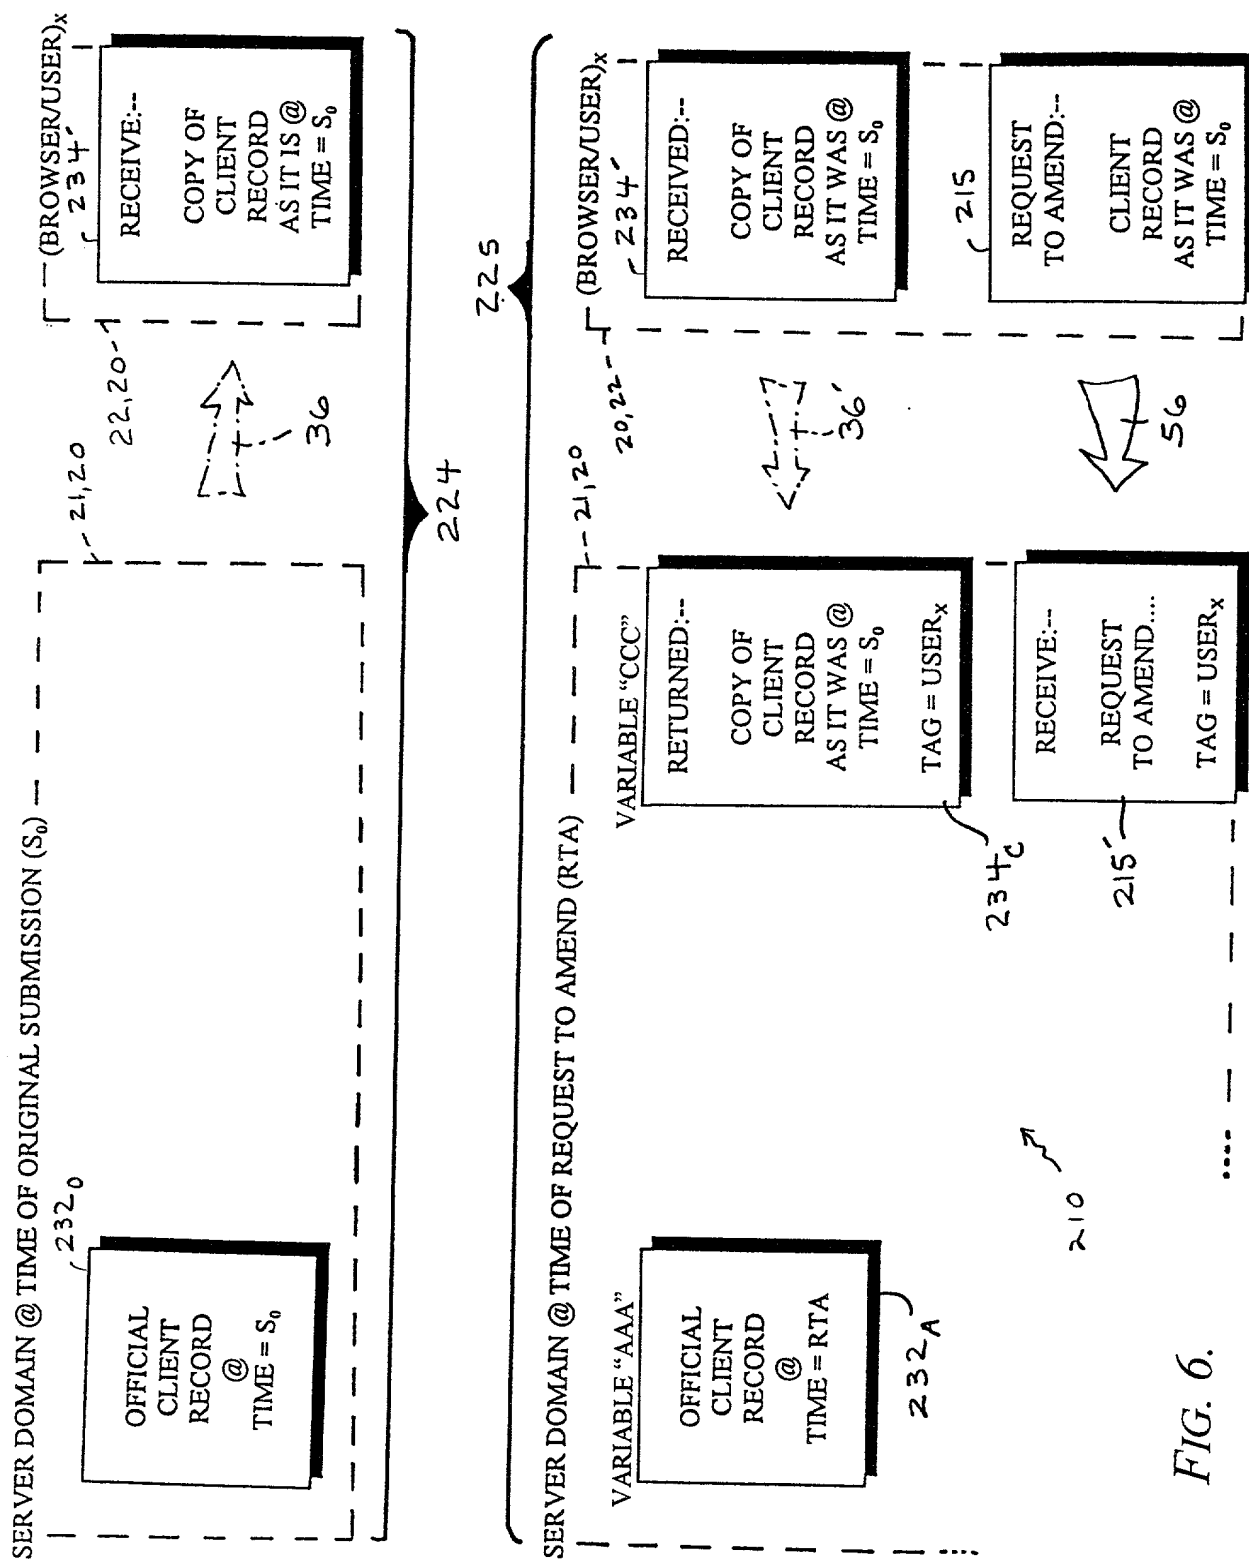 SERVER DOMAIN @ TIME OF ORIGINAL SUBMISSION (S₀)
21,20
232₀
OFFICIAL
CLIENT
RECORD
@
TIME = S₀
36
22,20
(BROWSER/USER)ₓ
234′
RECEIVE:--
COPY OF
CLIENT
RECORD
AS IT IS @
TIME = S₀
224
225
SERVER DOMAIN @ TIME OF REQUEST TO AMEND (RTA)
21,20
VARIABLE “AAA”
OFFICIAL
CLIENT
RECORD
@
TIME = RTA
232A
VARIABLE “CCC”
RETURNED:--
COPY OF
CLIENT
RECORD
AS IT WAS @
TIME = S₀
TAG = USERₓ
234C
36′
20,22
(BROWSER/USER)ₓ
234′
RECEIVED:--
COPY OF
CLIENT
RECORD
AS IT WAS @
TIME = S₀
210
RECEIVE:--
REQUEST
TO AMEND....
TAG = USERₓ
215′
56
215
REQUEST
TO AMEND:--
CLIENT
RECORD
AS IT WAS @
TIME = S₀
FIG. 6.